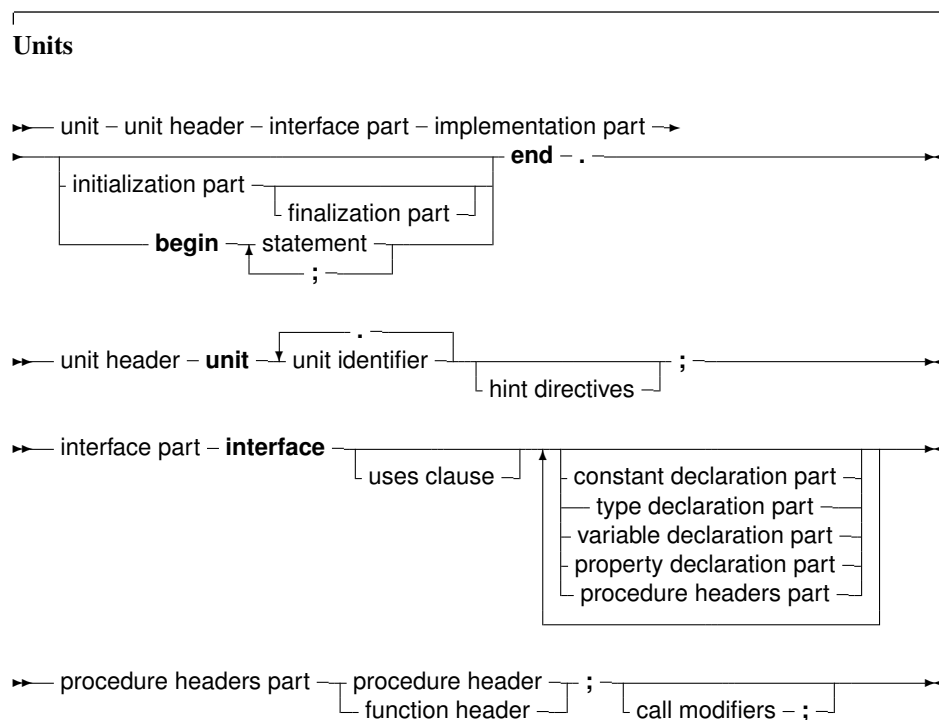 Units
unit unit header interface part implementation part
end .
initialization part
finalization part
begin statement
;
.
unit header unit unit identifier ;
hint directives
interface part interface
uses clause constant declaration part
type declaration part
variable declaration part
property declaration part
procedure headers part
procedure headers part procedure header ;
function header call modifiers ;